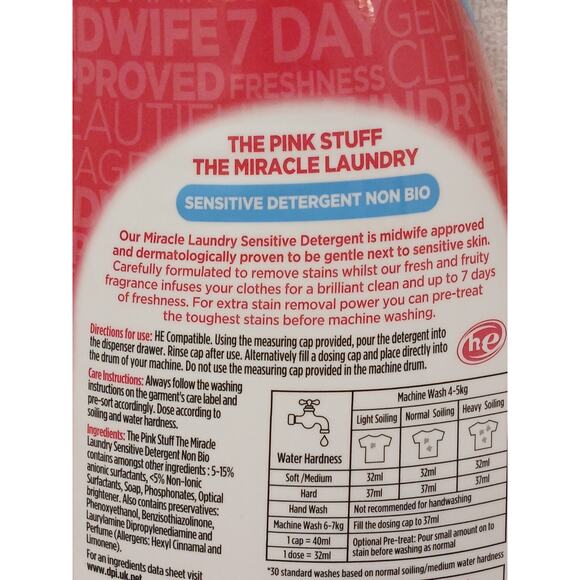 DWIFE 7 DAY
GEN
PROVED FRESHNESS
CLEA
EAUTIF
UNDRY
AGE
THE PINK STUFF
THE MIRACLE LAUNDRY
SENSITIVE DETERGENT NON BIO
Our Miracle Laundry Sensitive Detergent is midwife approved
and dermatologically proven to be gentle next to sensitive skin.
Carefully formulated to remove stains whilst our fresh and fruity
fragrance infuses your clothes for a brilliant clean and up to 7 days
of freshness. For extra stain removal power you can pre-treat
the toughest stains before machine washing.
Directions for use: HE Compatible. Using the measuring cap provided, pour the detergent into
the dispenser drawer. Rinse cap after use. Alternatively fill a dosing cap and place directly into
the drum of your machine. Do not use the measuring cap provided in the machine drum.
he
Care Instructions: Always follow the washing
instructions on the garment's care label and
pre-sort accordingly. Dose according to
soiling and water hardness.
Ingredients: The Pink Stuff The Miracle
Laundry Sensitive Detergent Non Bio
contains amongst other ingredients : 5-15%
anionic surfactants, <5% Non-Ionic
Surfactants, Soap, Phosphonates, Optical
brightener. Also contains preservatives:
Phenoxyethanol, Benzisothiazolinone,
Laurylamine Dipropylenediamine and
Perfume (Allergens: Hexyl Cinnamal and
Limonene).
For an ingredients data sheet visit
www.dpi.uk.net
Machine Wash 4-5kg
Light Soiling Normal Soiling Heavy Soiling
Water Hardness
Soft /Medium 32ml 32ml 32ml
Hard 37ml 37ml 37ml
Hand Wash Not recommended for handwashing
Machine Wash 6-7kg Fill the dosing cap to 37ml
1 cap = 40ml
1 dose = 32ml
Optional Pre-treat: Pour small amount on to
stain before washing as normal
*30 standard washes based on normal soiling/medium water hardness